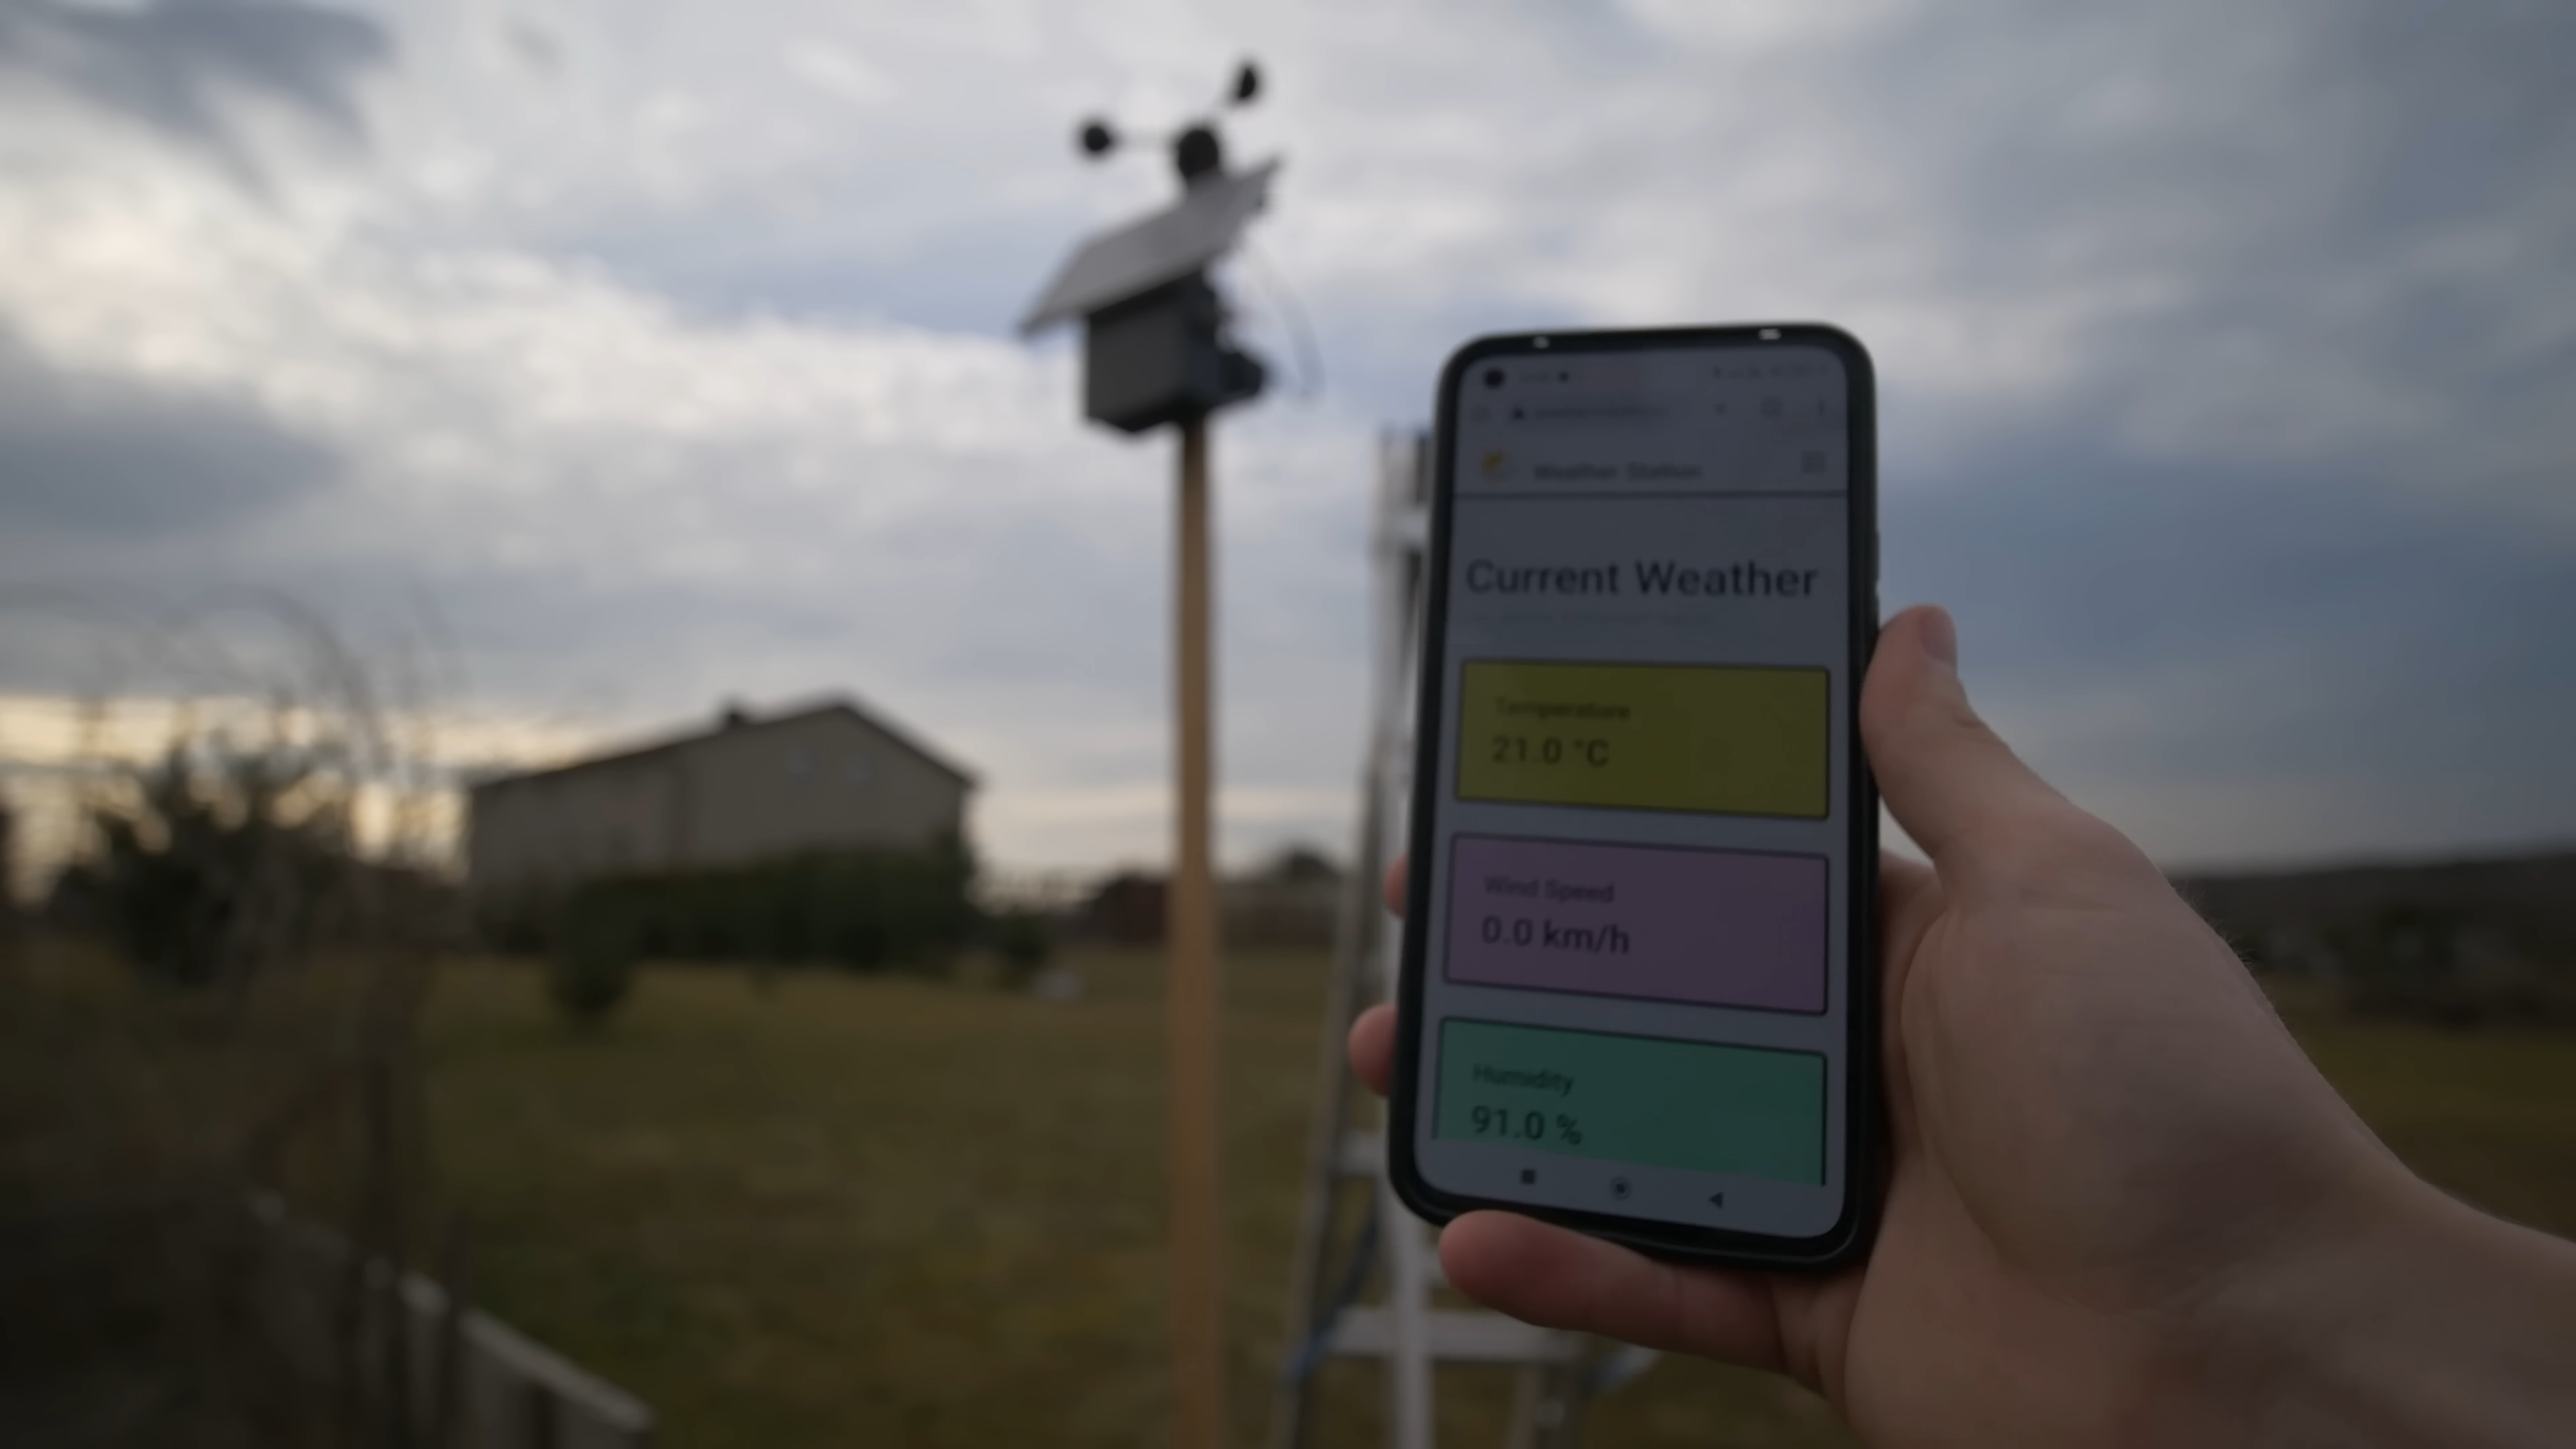 Weather Station
Current Weather
Temperature
21.0 °C
Wind Speed
0.0 km/h
Humidity
91.0 %